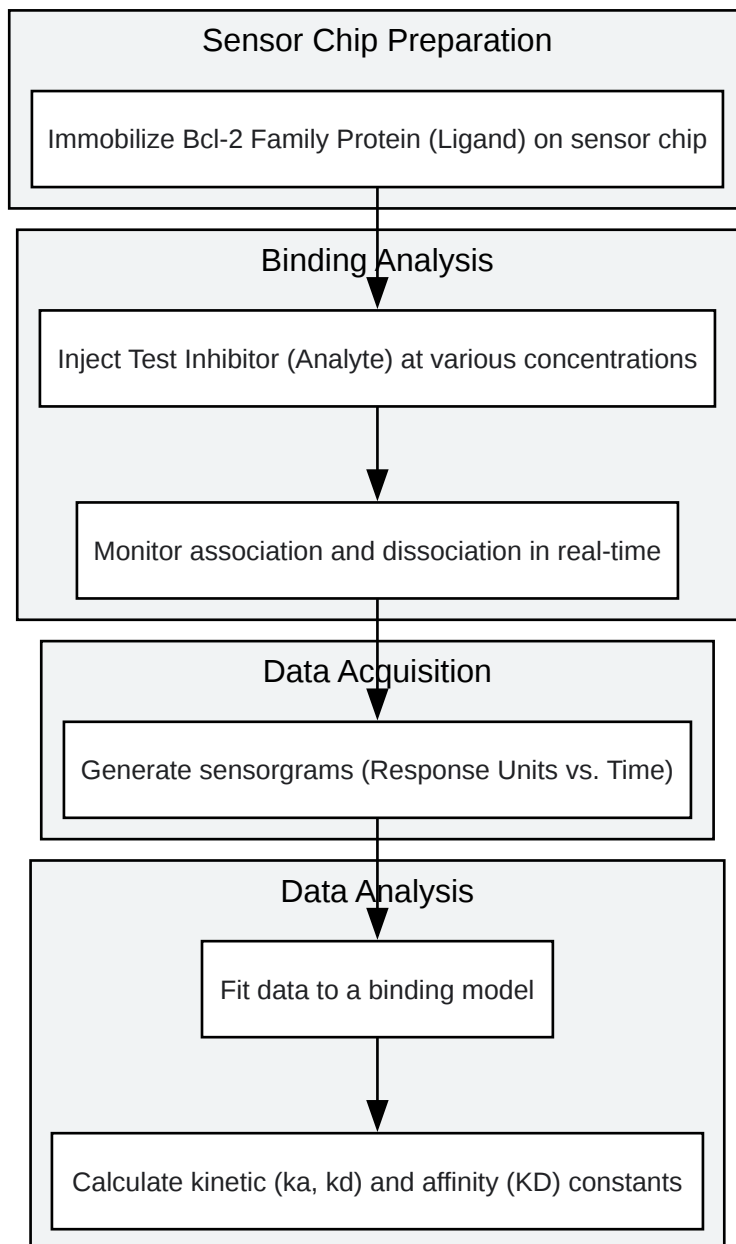 Sensor Chip Preparation
Immobilize Bcl-2 Family Protein (Ligand) on sensor chip
Binding Analysis
Inject Test Inhibitor (Analyte) at various concentrations
Monitor association and dissociation in real-time
Data Acquisition
Generate sensorgrams (Response Units vs. Time)
Data Analysis
Fit data to a binding model
Calculate kinetic (ka, kd) and affinity (KD) constants